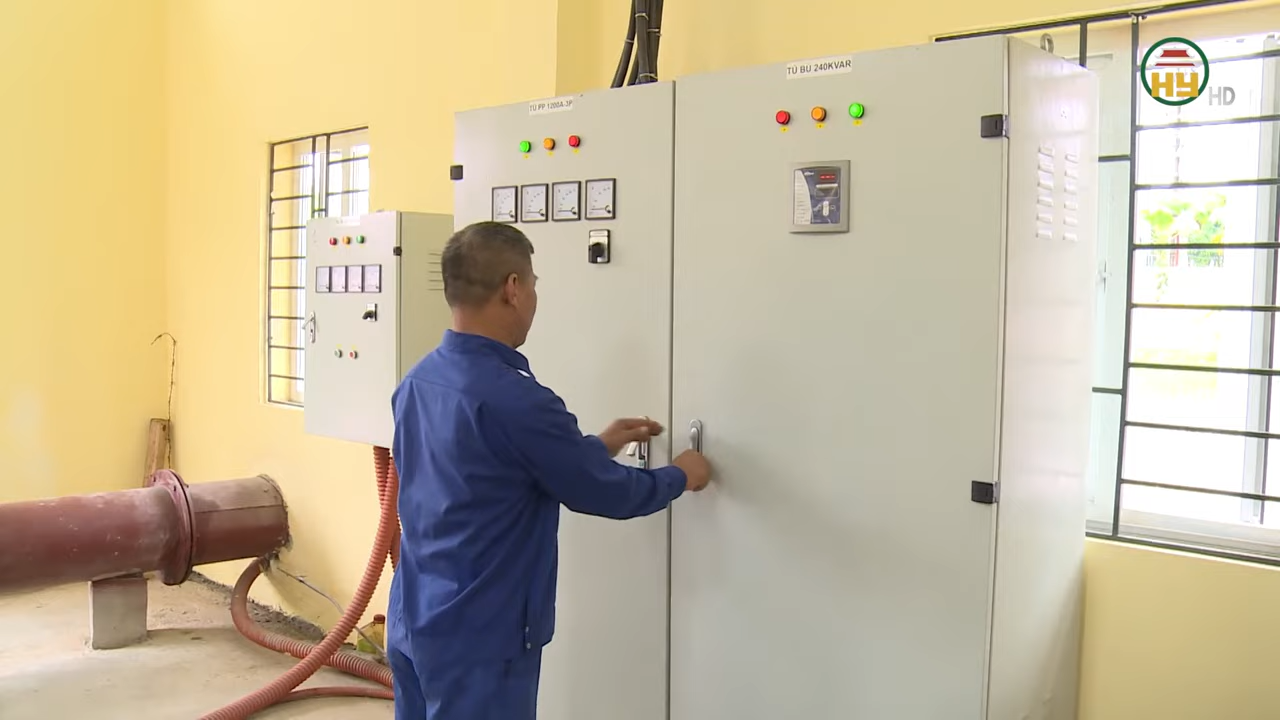 TỦ PP 1200A-3P
TỦ BÙ 240KVAR
HY
HD